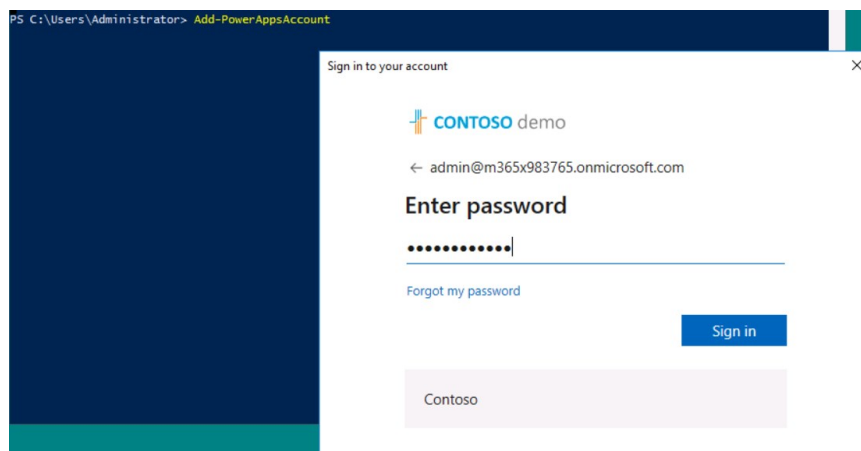 PS C:\Users\Administrator> Add-PowerAppsAccount
Sign in to your account
CONTOSO demo
← admin@m365x983765.onmicrosoft.com
Enter password
••••••••••••
Forgot my password
Sign in
Contoso